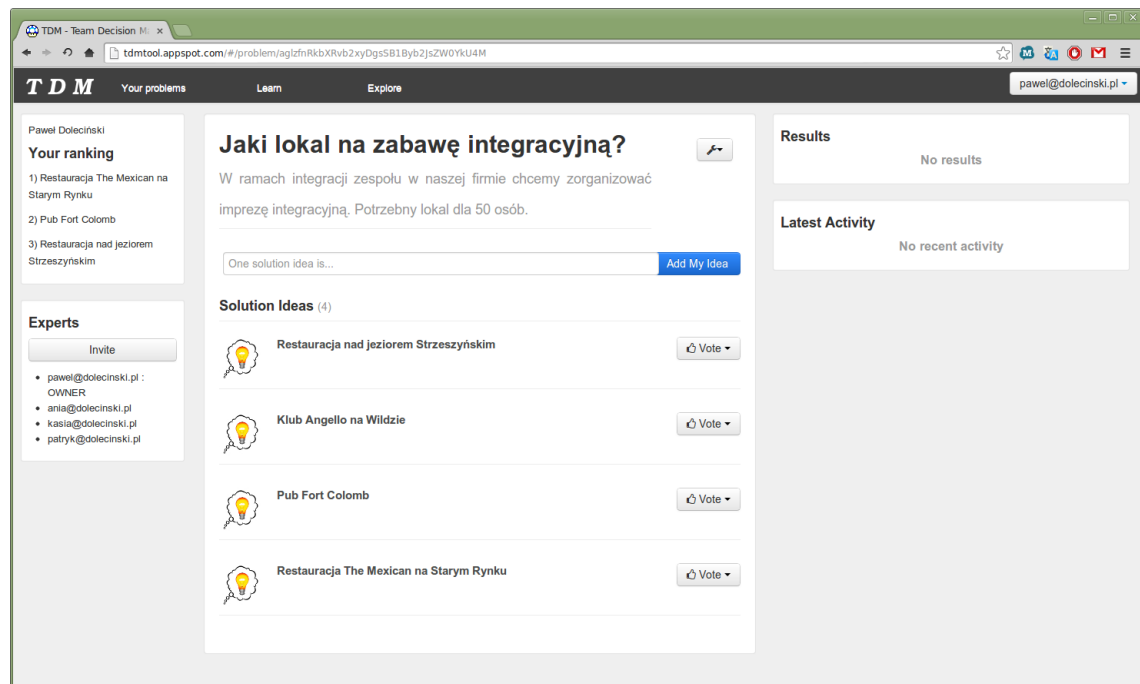 TDM - Team Decision M
tdmtool.appspot.com/#/problem/aglzfnRkbXRvb2xyDgsSB1Byb2JsZW0YkU4M
TDM
Your problems
Learn
Explore
pawel@dolecinski.pl
Paweł Doleciński
Your ranking
1) Restauracja The Mexican na
Starym Rynku
2) Pub Fort Colomb
3) Restauracja nad jeziorem
Strzeszyńskim
Experts
Invite
pawel@dolecinski.pl :
OWNER
ania@dolecinski.pl
kasia@dolecinski.pl
patryk@dolecinski.pl
Jaki lokal na zabawę integracyjną?
W ramach integracji zespołu w naszej firmie chcemy zorganizować
imprezę integracyjną. Potrzebny lokal dla 50 osób.
One solution idea is...
Add My Idea
Solution Ideas (4)
Restauracja nad jeziorem Strzeszyńskim
Vote
Klub Angello na Wildzie
Vote
Pub Fort Colomb
Vote
Restauracja The Mexican na Starym Rynku
Vote
Results
No results
Latest Activity
No recent activity